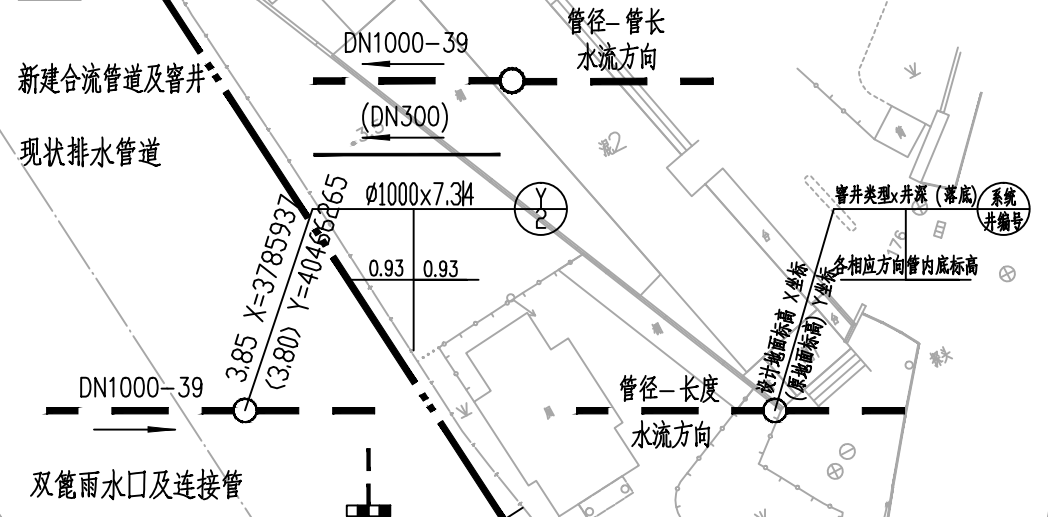 管径-管长
DN1000-39
水流方向
新建合流管道及窨井
(DN300)
现状排水管道
混2
Ø1000x7.34
Y
2
窨井类型x井深（落底）
系统
井编号
0.93
0.93
各相应方向管内底标高
176
3.85 X=3785937
(3.80) Y=40466265
设计地面标高 X坐标
(原地面标高) Y坐标
DN1000-39
管径-长度
水流方向
双篦雨水口及连接管